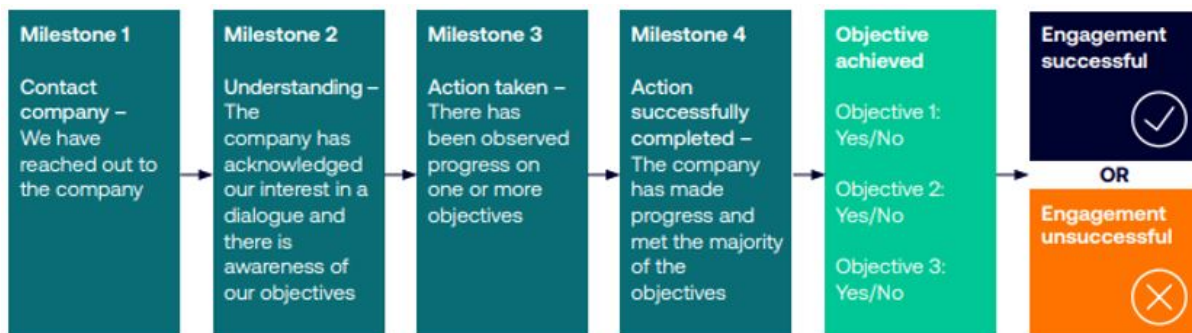 Milestone 1
Contact
company –
We have
reached out to
the company
Milestone 2
Understanding –
The
company has
acknowledged
our interest in a
dialogue and
there is
awareness of
our objectives
Milestone 3
Action taken –
There has
been observed
progress on
one or more
objectives
Milestone 4
Action
successfully
completed –
The company
has made
progress and
met the majority
of the
objectives
Objective
achieved
Objective 1:
Yes/No
Objective 2:
Yes/No
Objective 3:
Yes/No
Engagement
successful
OR
Engagement
unsuccessful